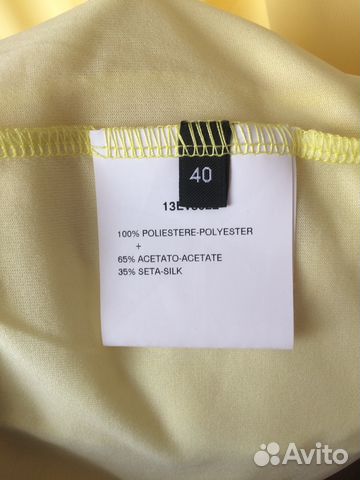 40
100% POLIESTERE-POLYESTER
+
65% ACETATO-ACETATE
35% SETA-SILK
Avito